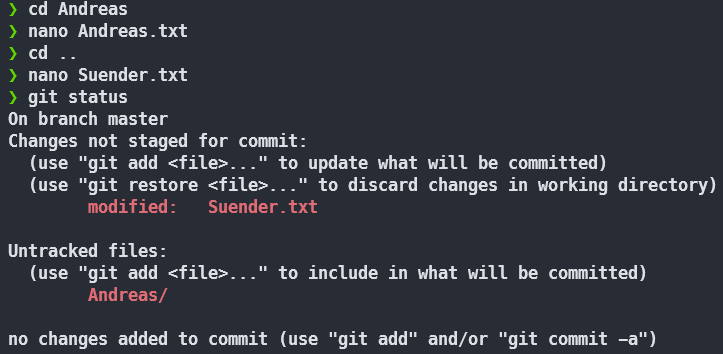 ❯ cd Andreas
❯ nano Andreas.txt
❯ cd ..
❯ nano Suender.txt
❯ git status
On branch master
Changes not staged for commit:
  (use "git add <file>..." to update what will be committed)
  (use "git restore <file>..." to discard changes in working directory)
        modified:   Suender.txt

Untracked files:
  (use "git add <file>..." to include in what will be committed)
        Andreas/

no changes added to commit (use "git add" and/or "git commit -a")